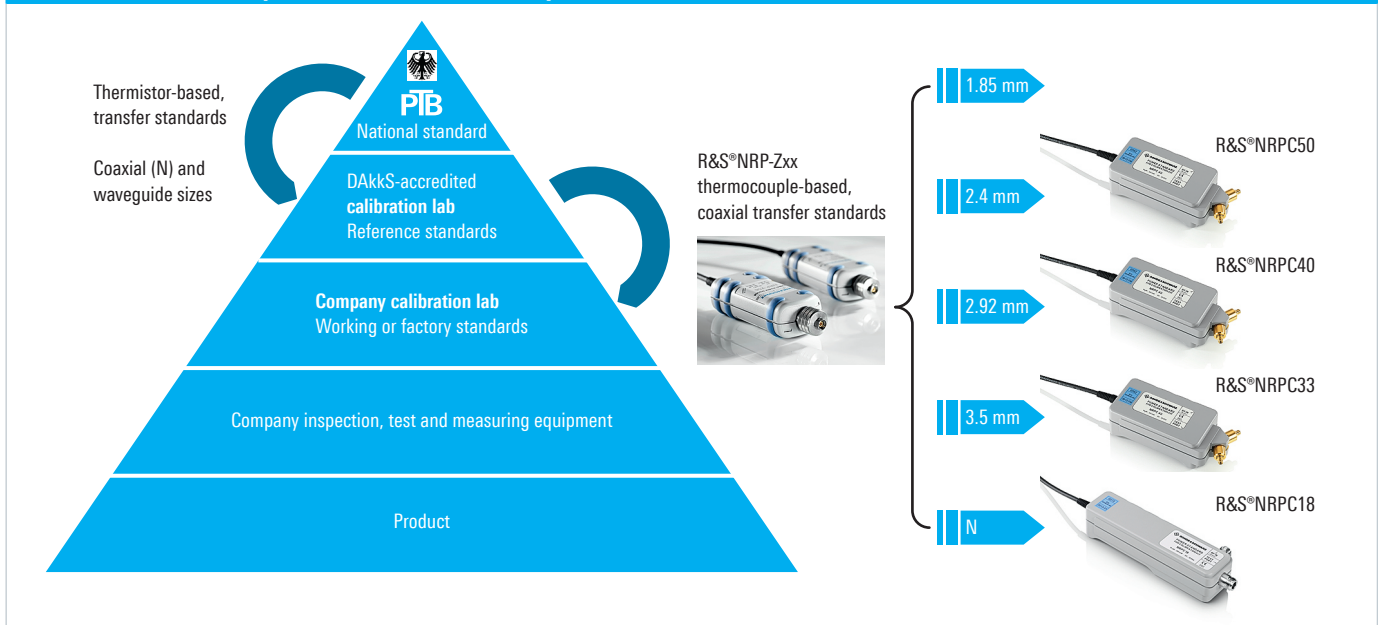 Thermistor-based,
transfer standards
Coaxial (N) and
waveguide sizes
PTB
National standard
DAkkS-accredited
calibration lab
Reference standards
Company calibration lab
Working or factory standards
Company inspection, test and measuring equipment
Product
R&S®NRP-Zxx
thermocouple-based,
coaxial transfer standards
1.85 mm
2.4 mm
2.92 mm
3.5 mm
N
R&S®NRPC50
R&S®NRPC40
R&S®NRPC33
R&S®NRPC18